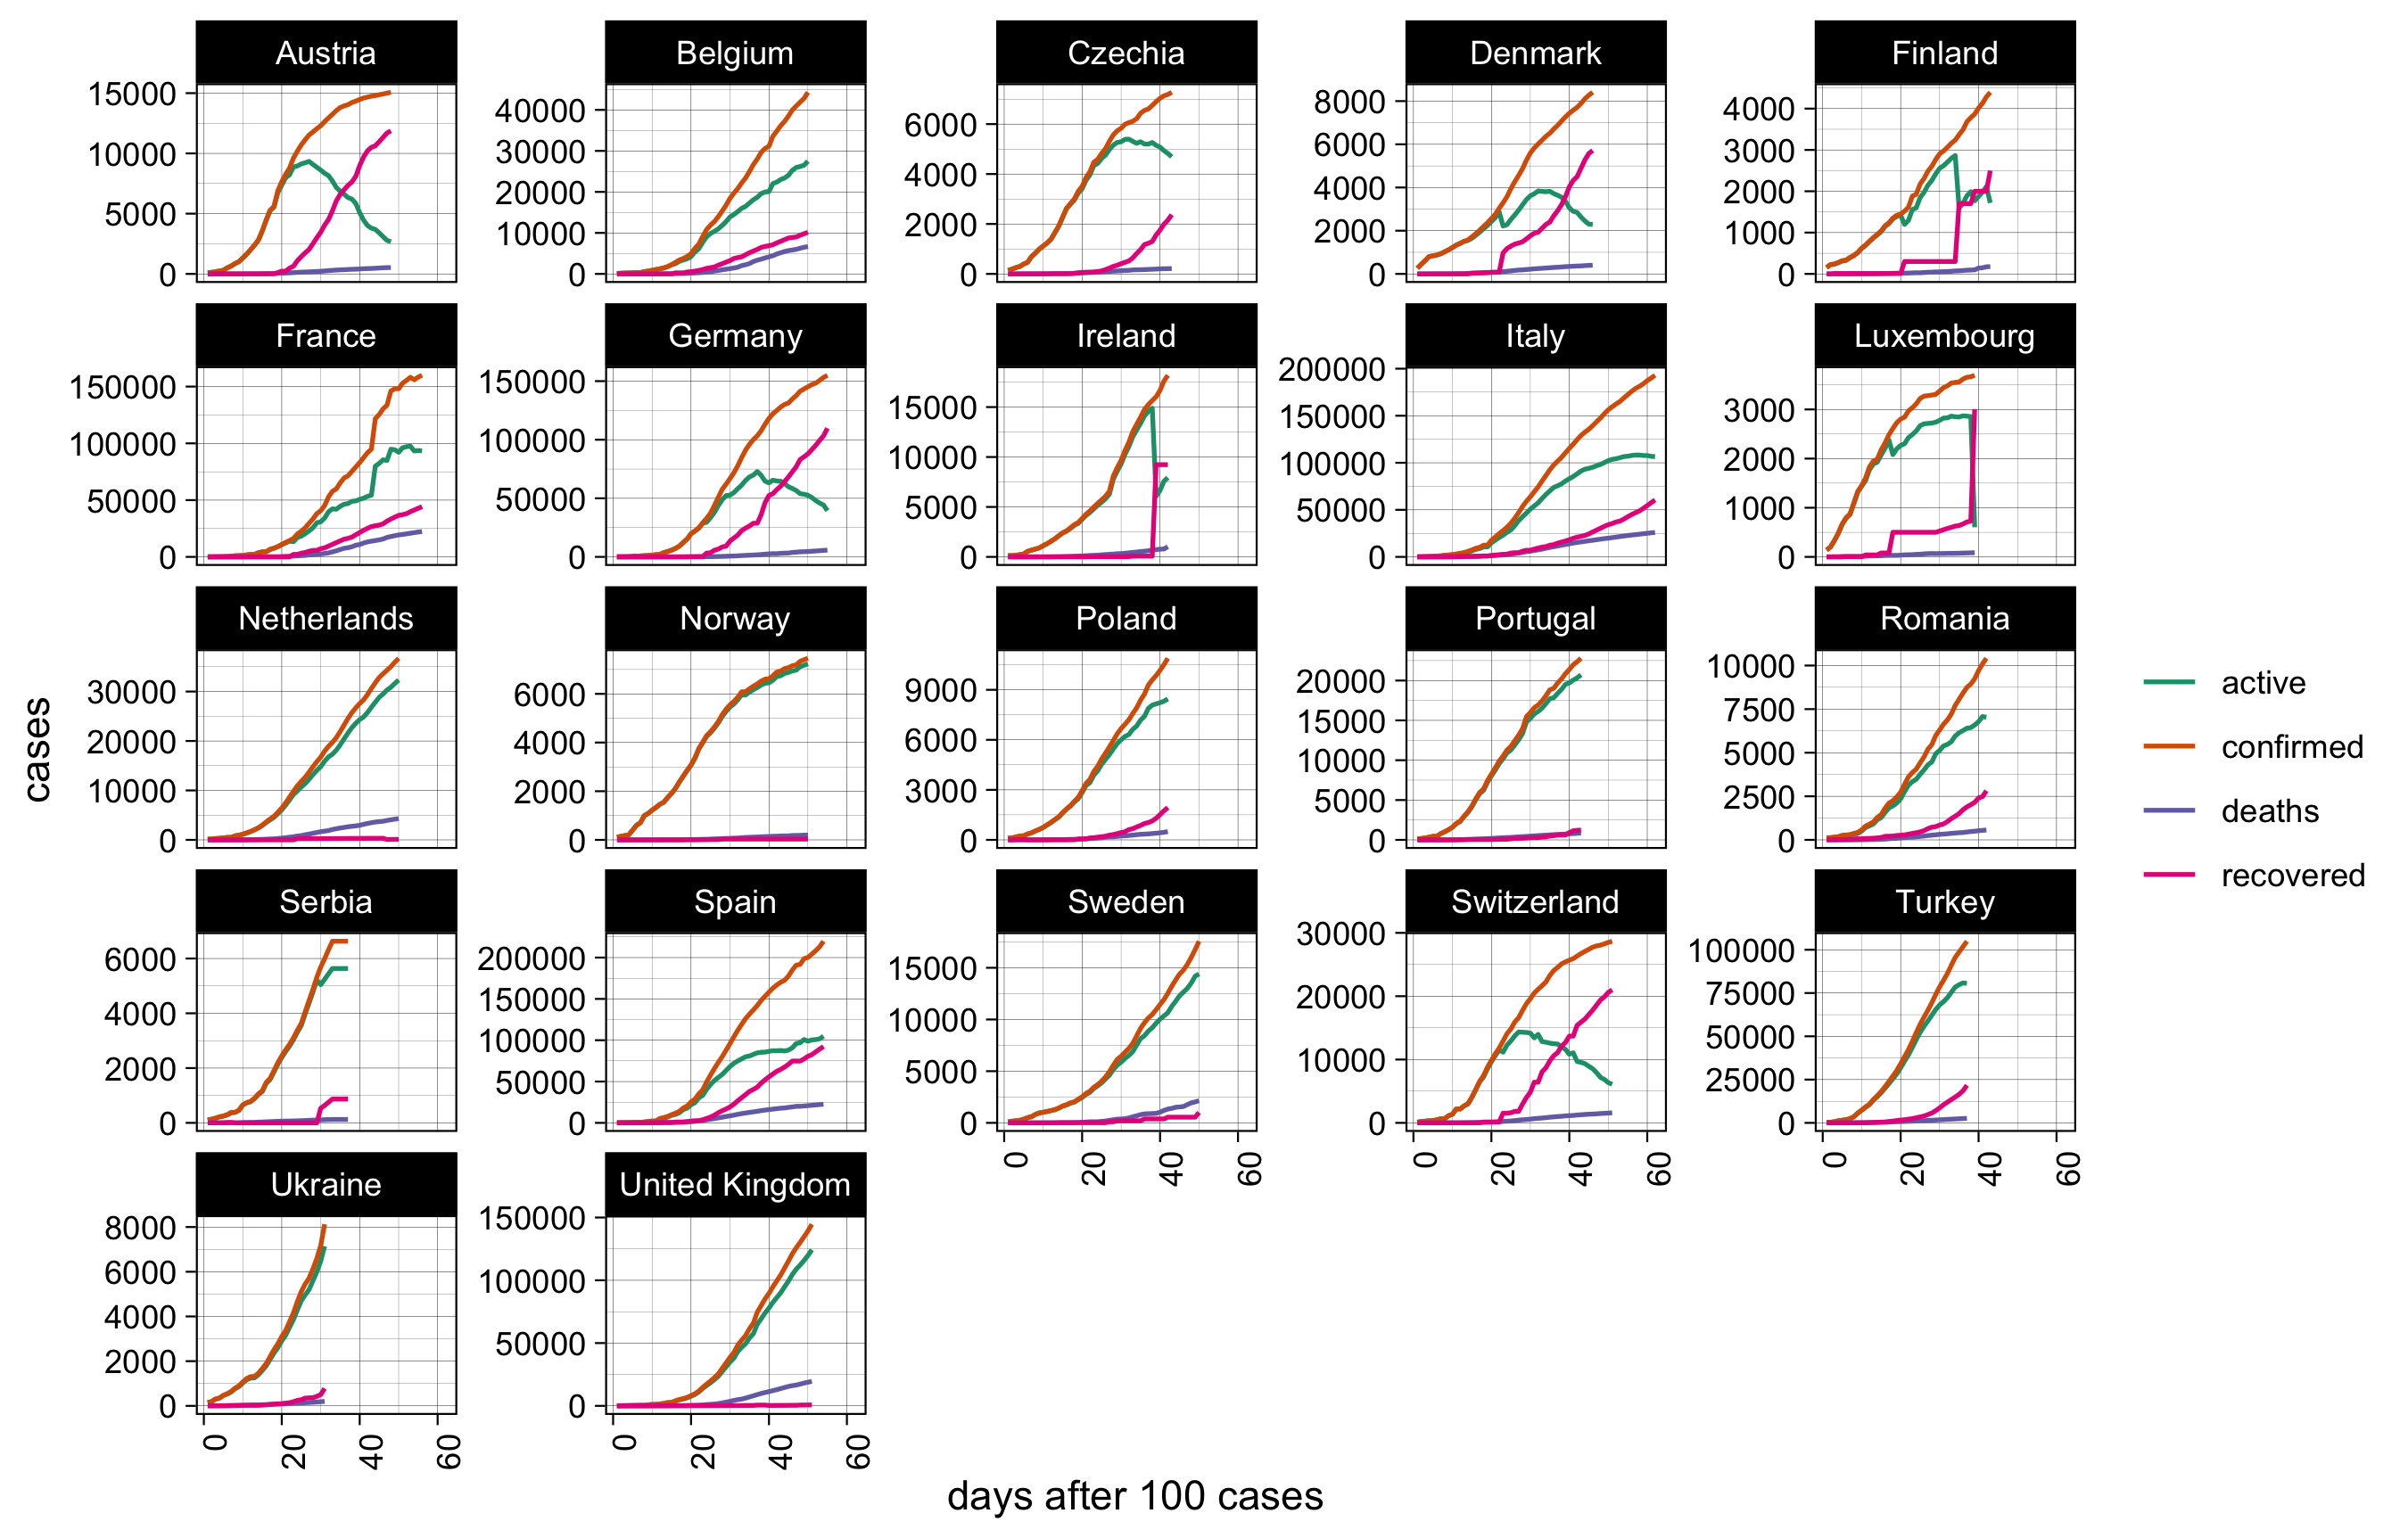 Austria
Belgium
Czechia
Denmark
Finland
15000
10000
5000
0
40000
30000
20000
10000
0
6000
4000
2000
0
8000
6000
4000
2000
0
4000
3000
2000
1000
0
France
Germany
Ireland
Italy
Luxembourg
150000
100000
50000
0
150000
100000
50000
0
15000
10000
5000
0
200000
150000
100000
50000
0
3000
2000
1000
0
Netherlands
Norway
Poland
Portugal
Romania
30000
20000
10000
0
6000
4000
2000
0
9000
6000
3000
0
20000
15000
10000
5000
0
10000
7500
5000
2500
0
Serbia
Spain
Sweden
Switzerland
Turkey
6000
4000
2000
0
200000
150000
100000
50000
0
15000
10000
5000
0
30000
20000
10000
0
100000
75000
50000
25000
0
0 20 40 60
0 20 40 60
0 20 40 60
Ukraine
United Kingdom
8000
6000
4000
2000
0
150000
100000
50000
0
0 20 40 60
0 20 40 60
cases
days after 100 cases
active
confirmed
deaths
recovered